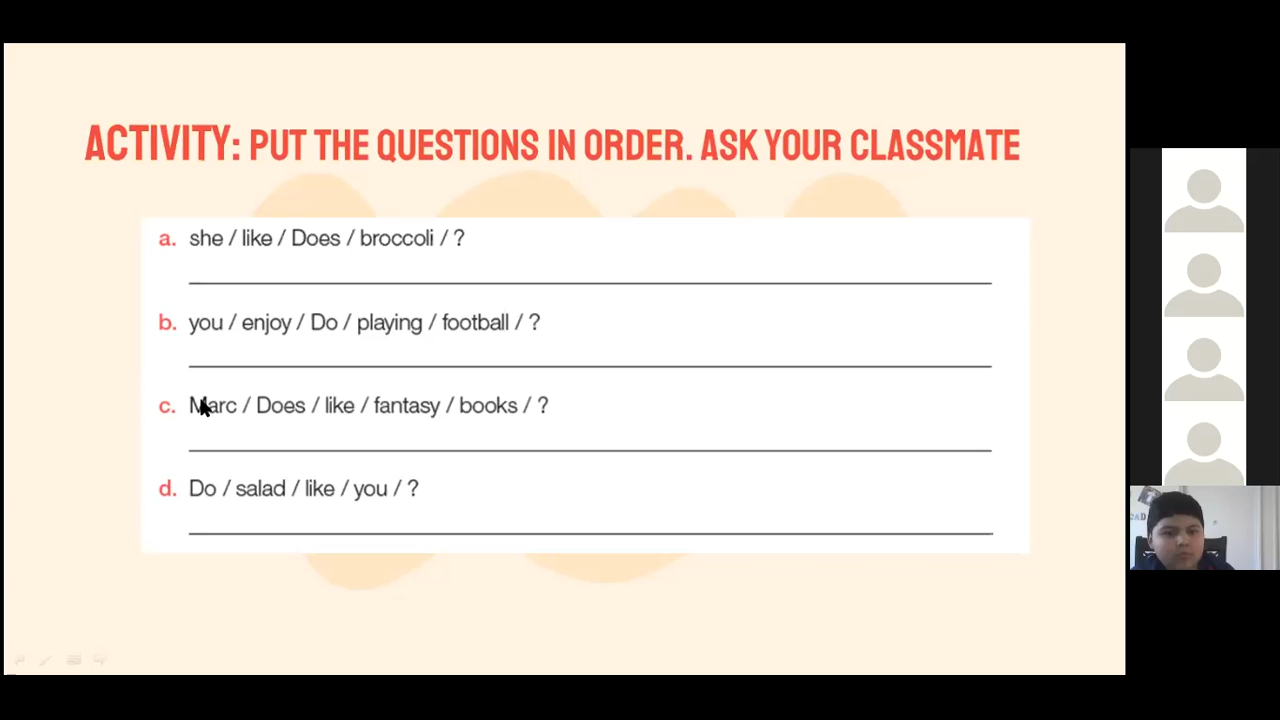 ACTIVITY: PUT THE QUESTIONS IN ORDER. ASK YOUR CLASSMATE
a. she / like / Does / broccoli / ?
b. you / enjoy / Do / playing / football / ?
c. Marc / Does / like / fantasy / books / ?
d. Do / salad / like / you / ?